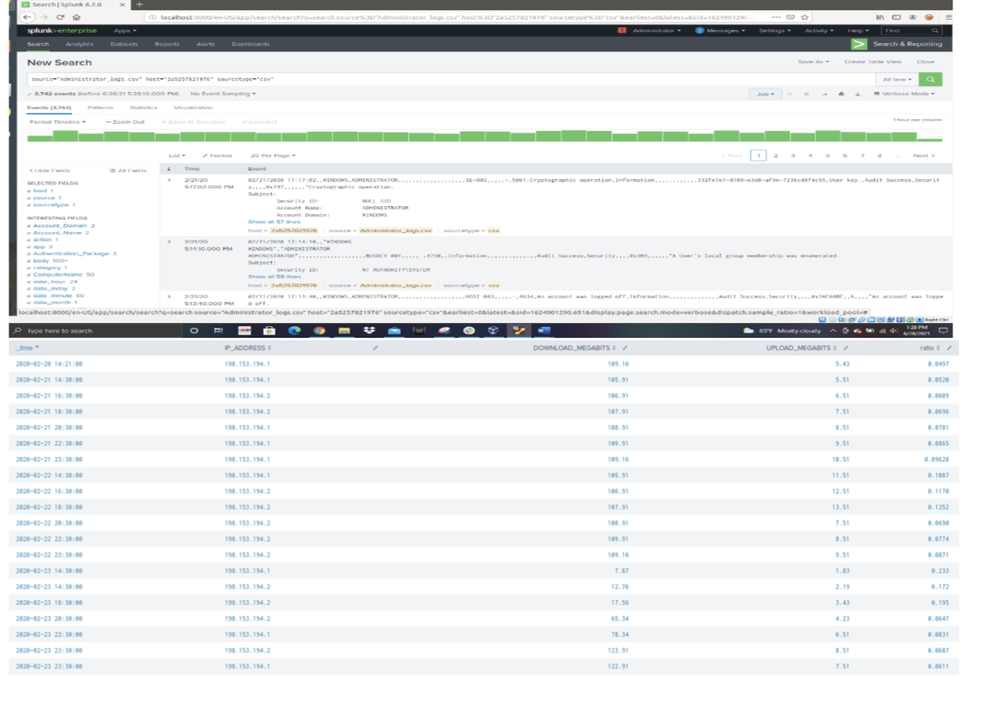 Search | Splunk 8.2.0 × +
localhost:8000/en-US/app/search/search?q=search source%3D"Administrator_logs.csv" host%3D"2a5257821976" sourcetype%3D"csv"&earliest=0&latest=&sid=1624901290.
splunk>enterprise Apps Administrator 2 Messages Settings Activity Help Find
Search Analytics Datasets Reports Alerts Dashboards Search & Reporting
New Search Save As Create Table View Close
source="Administrator_logs.csv" host="2a5257821976" sourcetype="csv" All time
✓ 3,742 events (before 6/28/21 5:28:10.000 PM) No Event Sampling Job Verbose Mode
Events (3,742) Patterns Statistics Visualization
Format Timeline – Zoom Out + Zoom to Selection × Deselect 1 hour per column
List Format 20 Per Page < Prev 1 2 3 4 5 6 7 8 ... Next >
< Hide Fields All Fields i Time Event
SELECTED FIELDS
a host 1
a source 1
a sourcetype 1
INTERESTING FIELDS
a Account_Domain 2
a Account_Name 2
a action 1
a app 3
a Authentication_Package 3
a body 100+
a category 1
a ComputerName 50
# date_hour 24
# date_mday 2
# date_minute 60
a date_month 1
> 2/21/20 5:17:02.000 PM
02/21/2020 17:17:02,,WINDOWS,ADMINISTRATOR,,,,,,,,,,,,,,,,,,SE-002,,,,,-,5061,Cryptographic operation,Information,,,,,,,,,,,,332fe7e7-d709-e3d8-af9e-7236c48f4c55,User key,,Audit Success,Securit
y,,,,0x797,,,,,,"Cryptographic operation.
Subject:
Security ID: NULL SID
Account Name: ADMINISTRATOR
Account Domain: WINDOWS
Show all 57 lines
host = 2a5257821976 source = Administrator_logs.csv sourcetype = csv
> 2/21/20 5:14:10.000 PM
02/21/2020 17:14:10,,"WINDOWS
WINDOWS","ADMINISTRATOR
ADMINISTRATOR",,,,,,,,,,,,,,,,,,BUSDEV-001,,,,,-,4798,,Information,,,,,,,,,,,,,Audit Success,Security,,,,0x305,,,,,,"A User's local group membership was enumerated.
Subject:
Security ID: NT AUTHORITY\SYSTEM
Show all 59 lines
host = 2a5257821976 source = Administrator_logs.csv sourcetype = csv
> 2/21/20 5:13:40.000 PM
02/21/2020 17:13:40,,WINDOWS,ADMINISTRATOR,,,,,,,,,,,,,,,,,,HOST-003,,,,,-,4634,An account was logged off,Information,,,,,,,,,,,,,Audit Success,Security,,,,,,"An account was logge
d off.
localhost:8000/en-US/app/search/search?q=search source="Administrator_logs.csv" host="2a5257821976" sourcetype="csv"&earliest=0&latest=&sid=1624901290.651&display.page.search.mode=verbose&dispatch.sample_ratio=1&workload_pool=#
Right Ctrl
Type here to search 85°F Mostly cloudy 1:28 PM
6/28/2021
_time IP_ADDRESS DOWNLOAD_MEGABITS UPLOAD_MEGABITS ratio
2020-02-20 14:21:00 198.153.194.1 109.16 5.43 0.0497
2020-02-21 14:30:00 198.153.194.1 105.91 5.51 0.0520
2020-02-21 16:30:00 198.153.194.2 106.91 6.51 0.0609
2020-02-21 18:30:00 198.153.194.2 107.91 7.51 0.0696
2020-02-21 20:30:00 198.153.194.1 108.91 8.51 0.0781
2020-02-21 22:30:00 198.153.194.1 109.91 9.51 0.0865
2020-02-21 23:30:00 198.153.194.1 109.16 10.51 0.09628
2020-02-22 14:30:00 198.153.194.1 105.91 11.51 0.1087
2020-02-22 16:30:00 198.153.194.2 106.91 12.51 0.1170
2020-02-22 18:30:00 198.153.194.2 107.91 13.51 0.1252
2020-02-22 20:30:00 198.153.194.2 108.91 7.51 0.0690
2020-02-22 22:30:00 198.153.194.2 109.91 8.51 0.0774
2020-02-22 23:30:00 198.153.194.2 109.16 9.51 0.0871
2020-02-23 14:30:00 198.153.194.1 7.87 1.83 0.233
2020-02-23 14:30:00 198.153.194.2 12.76 2.19 0.172
2020-02-23 18:30:00 198.153.194.2 17.56 3.43 0.195
2020-02-23 20:30:00 198.153.194.2 65.34 4.23 0.0647
2020-02-23 22:30:00 198.153.194.1 78.34 6.51 0.0831
2020-02-23 23:30:00 198.153.194.2 123.91 8.51 0.0687
2020-02-23 23:30:00 198.153.194.1 122.91 7.51 0.0611